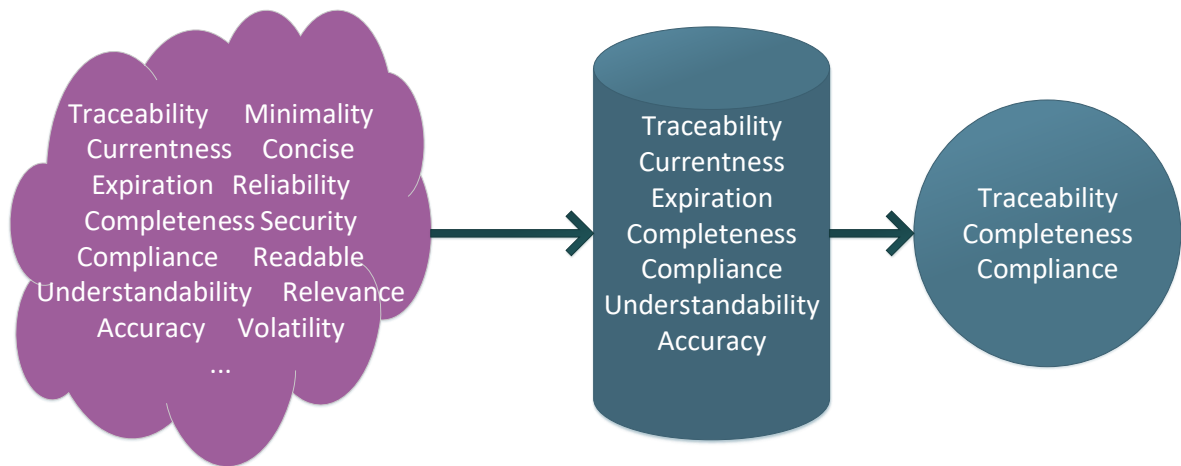 Traceability Minimality
Currentness Concise
Expiration Reliability
Completeness Security
Compliance Readable
Understandability Relevance
Accuracy Volatility
...
Traceability
Currentness
Expiration
Completeness
Compliance
Understandability
Accuracy
Traceability
Completeness
Compliance